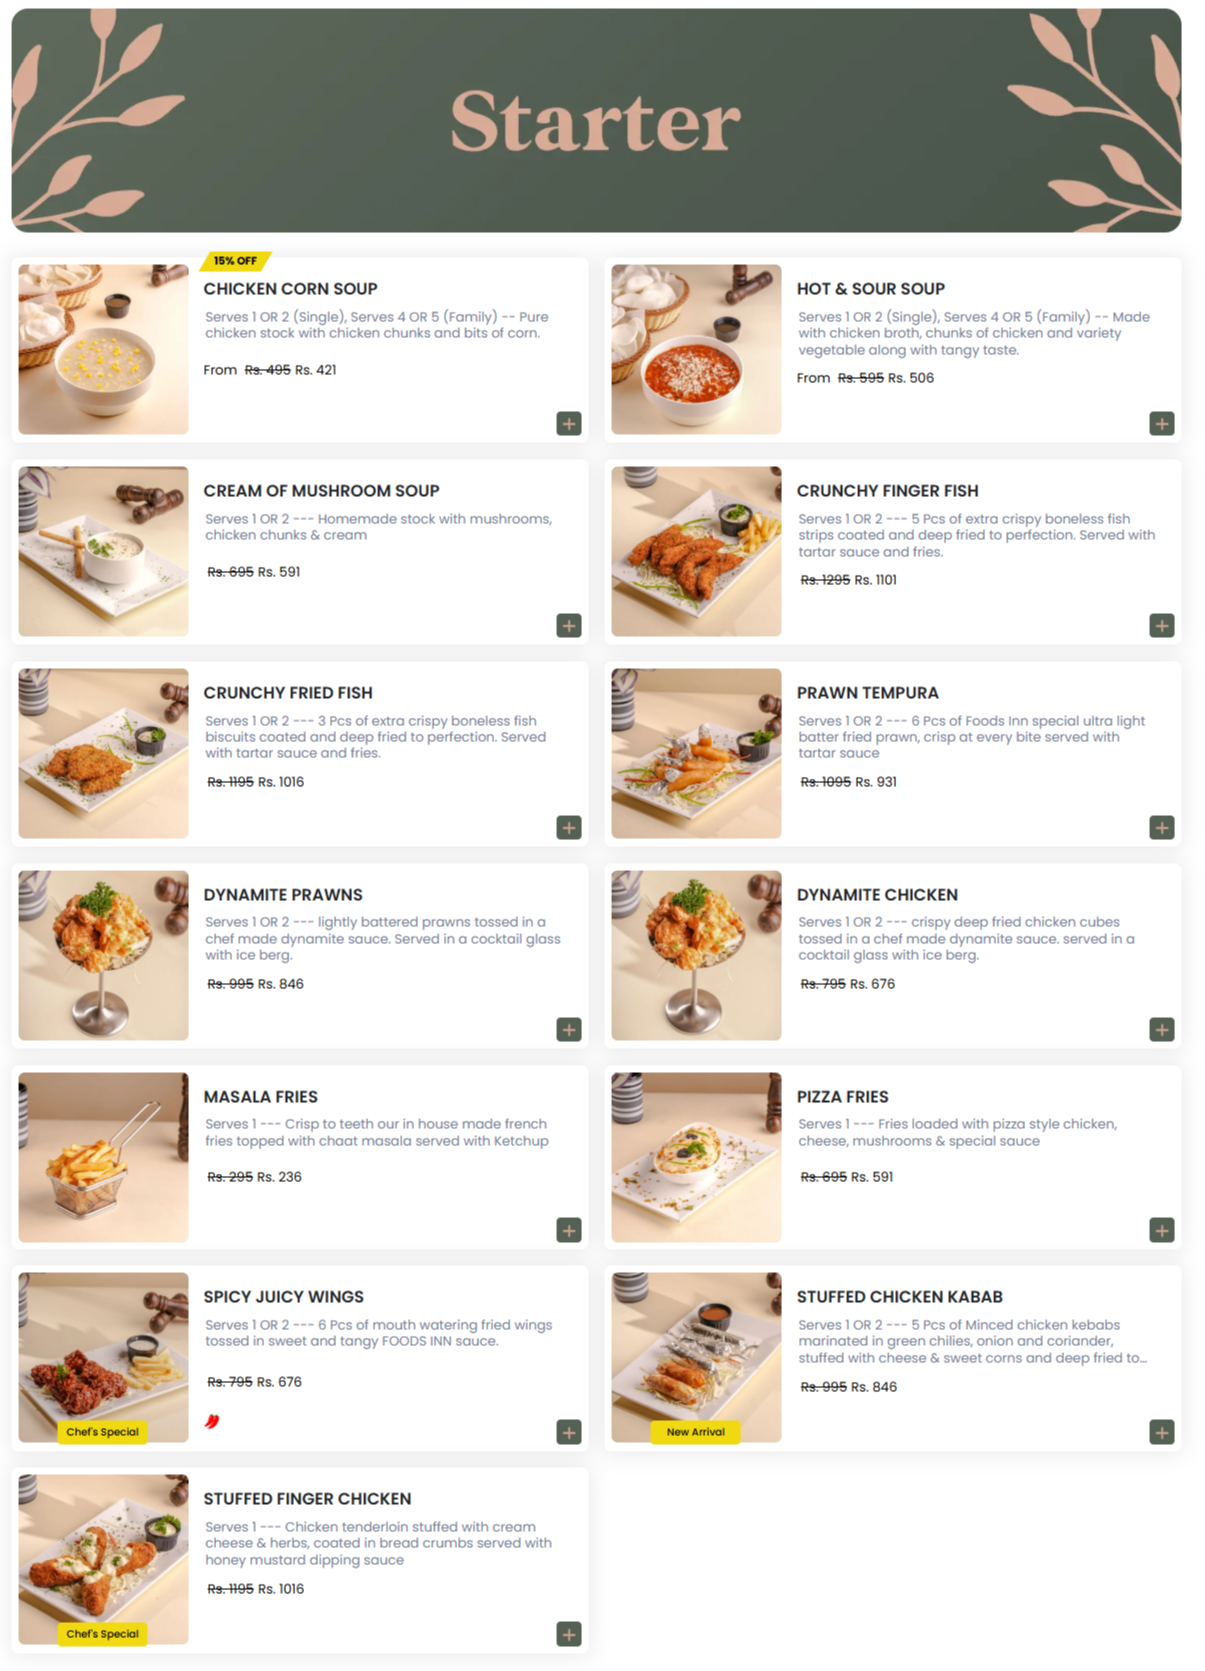 Starter
15% OFF
CHICKEN CORN SOUP
Serves 1 OR 2 (Single), Serves 4 OR 5 (Family) -- Pure
chicken stock with chicken chunks and bits of corn.
From Rs. 495 Rs. 421
HOT & SOUR SOUP
Serves 1 OR 2 (Single), Serves 4 OR 5 (Family) -- Made
with chicken broth, chunks of chicken and variety
vegetable along with tangy taste.
From Rs. 595 Rs. 506
CREAM OF MUSHROOM SOUP
Serves 1 OR 2 --- Homemade stock with mushrooms,
chicken chunks & cream
Rs. 695 Rs. 591
CRUNCHY FINGER FISH
Serves 1 OR 2 --- 5 Pcs of extra crispy boneless fish
strips coated and deep fried to perfection. Served with
tartar sauce and fries.
Rs. 1295 Rs. 1101
CRUNCHY FRIED FISH
Serves 1 OR 2 --- 3 Pcs of extra crispy boneless fish
biscuits coated and deep fried to perfection. Served
with tartar sauce and fries.
Rs. 1195 Rs. 1016
PRAWN TEMPURA
Serves 1 OR 2 --- 6 Pcs of Foods Inn special ultra light
batter fried prawn, crisp at every bite served with
tartar sauce
Rs. 1095 Rs. 931
DYNAMITE PRAWNS
Serves 1 OR 2 --- lightly battered prawns tossed in a
chef made dynamite sauce. Served in a cocktail glass
with ice berg.
Rs. 995 Rs. 846
DYNAMITE CHICKEN
Serves 1 OR 2 --- crispy deep fried chicken cubes
tossed in a chef made dynamite sauce. served in a
cocktail glass with ice berg.
Rs. 795 Rs. 676
MASALA FRIES
Serves 1 --- Crisp to teeth our in house made french
fries topped with chaat masala served with Ketchup
Rs. 295 Rs. 236
PIZZA FRIES
Serves 1 --- Fries loaded with pizza style chicken,
cheese, mushrooms & special sauce
Rs. 695 Rs. 591
SPICY JUICY WINGS
Serves 1 OR 2 --- 6 Pcs of mouth watering fried wings
tossed in sweet and tangy FOODS INN sauce.
Rs. 795 Rs. 676
Chef's Special
STUFFED CHICKEN KABAB
Serves 1 OR 2 --- 5 Pcs of Minced chicken kebabs
marinated in green chilies, onion and coriander,
stuffed with cheese & sweet corns and deep fried to...
Rs. 995 Rs. 846
New Arrival
STUFFED FINGER CHICKEN
Serves 1 --- Chicken tenderloin stuffed with cream
cheese & herbs, coated in bread crumbs served with
honey mustard dipping sauce
Rs. 1195 Rs. 1016
Chef's Special